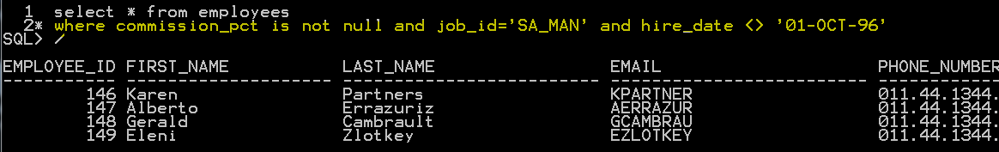 1 select * from employees
2* where commission_pct is not null and job_id='SA_MAN' and hire_date <> '01-OCT-96'
SQL> /
EMPLOYEE_ID FIRST_NAME LAST_NAME EMAIL PHONE_NUMBER
----------- -------------------- ------------------------- ------------------------- ------------
146 Karen Partners KPARTNER 011.44.1344.
147 Alberto Errazuriz AERRAZUR 011.44.1344.
148 Gerald Cambrault GCAMBRAU 011.44.1344.
149 Eleni Zlotkey EZLOTKEY 011.44.1344.